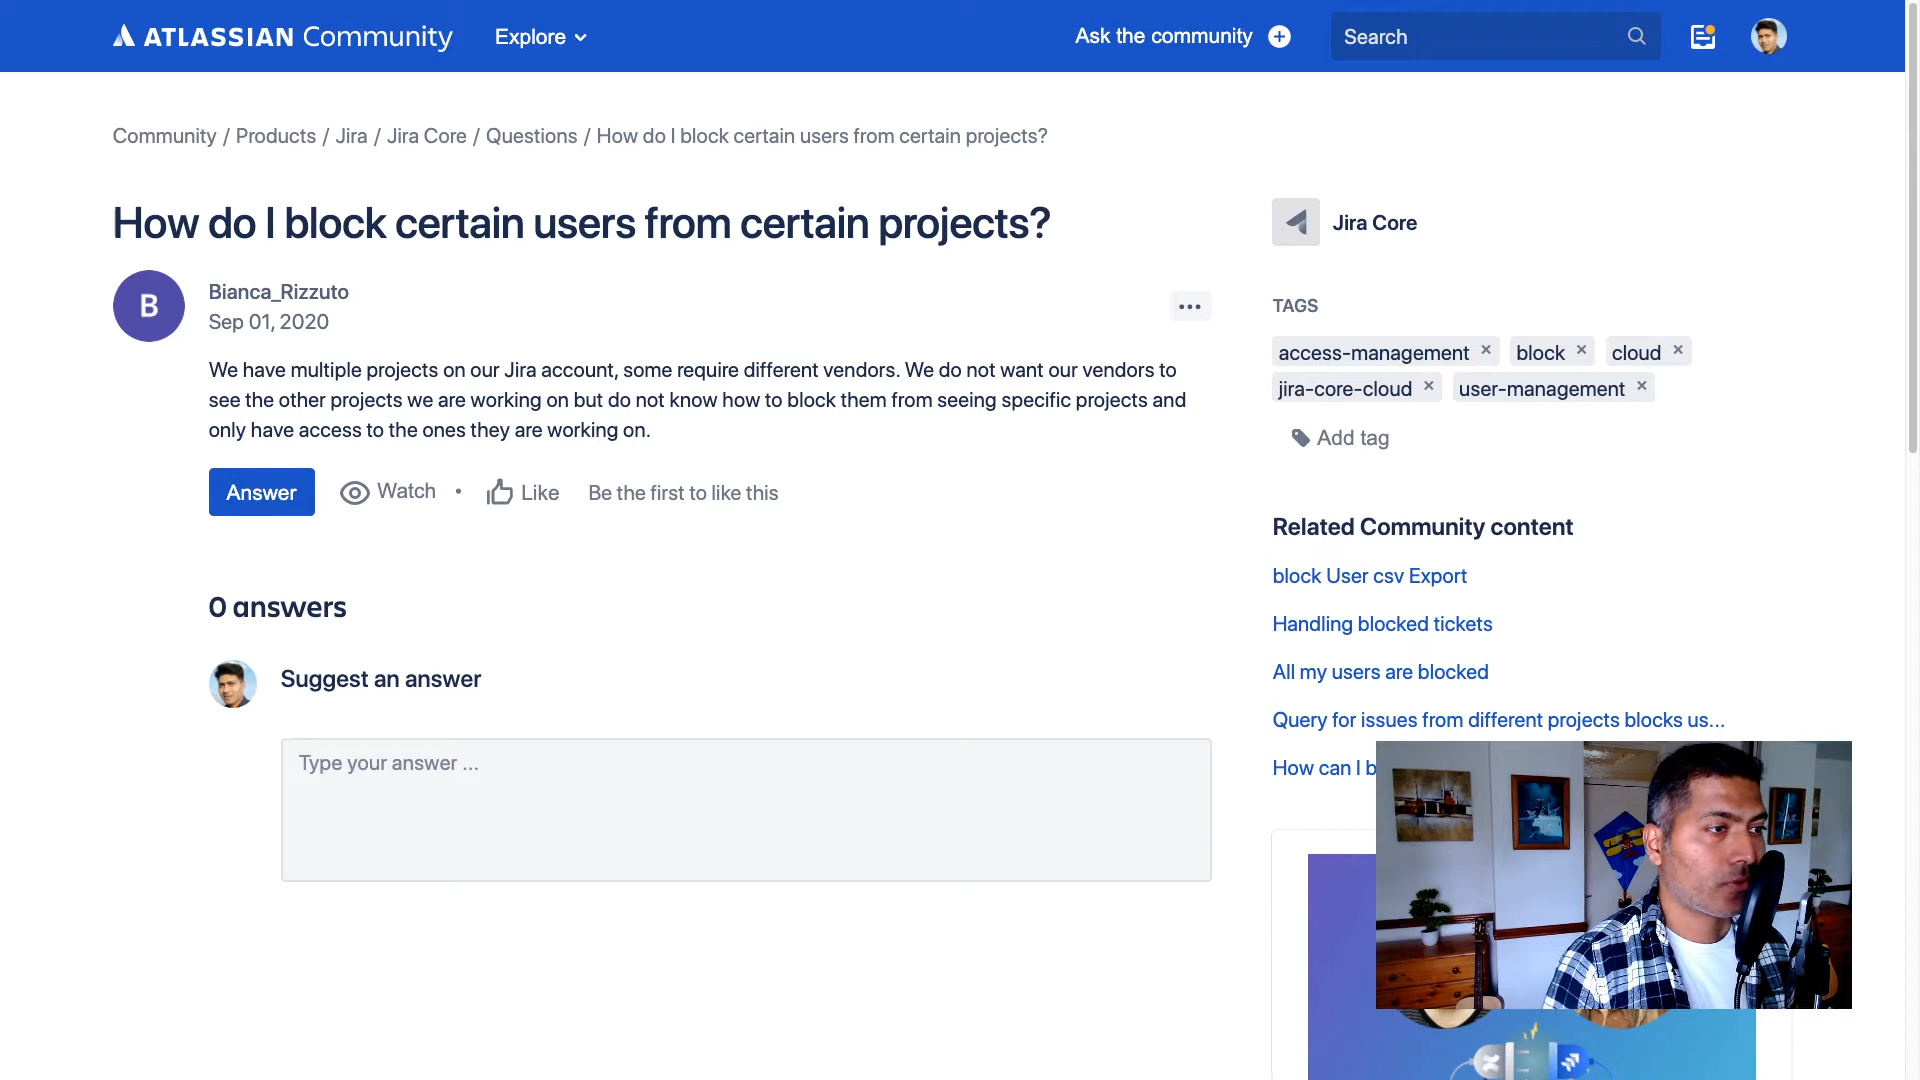 ATLASSIAN Community Explore Ask the community Search
Community / Products / Jira / Jira Core / Questions / How do I block certain users from certain projects?
How do I block certain users from certain projects?
Jira Core
B
Bianca_Rizzuto
Sep 01, 2020
TAGS
access-management × block × cloud ×
jira-core-cloud × user-management ×
Add tag
We have multiple projects on our Jira account, some require different vendors. We do not want our vendors to
see the other projects we are working on but do not know how to block them from seeing specific projects and
only have access to the ones they are working on.
Answer Watch • Like Be the first to like this
Related Community content
block User csv Export
Handling blocked tickets
All my users are blocked
Query for issues from different projects blocks us...
How can I b
0 answers
Suggest an answer
Type your answer ...